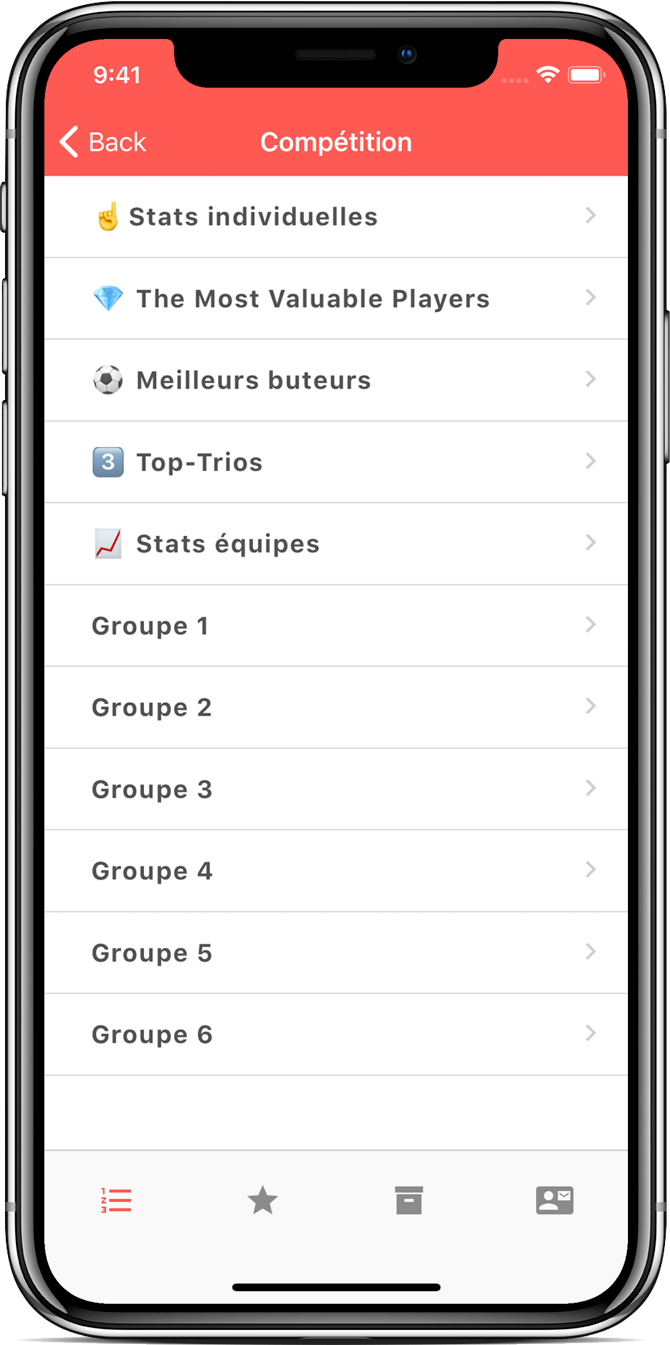 9:41
Back
Compétition
☝️Stats individuelles
💎 The Most Valuable Players
⚽ Meilleurs buteurs
3️⃣ Top-Trios
📈 Stats équipes
Groupe 1
Groupe 2
Groupe 3
Groupe 4
Groupe 5
Groupe 6